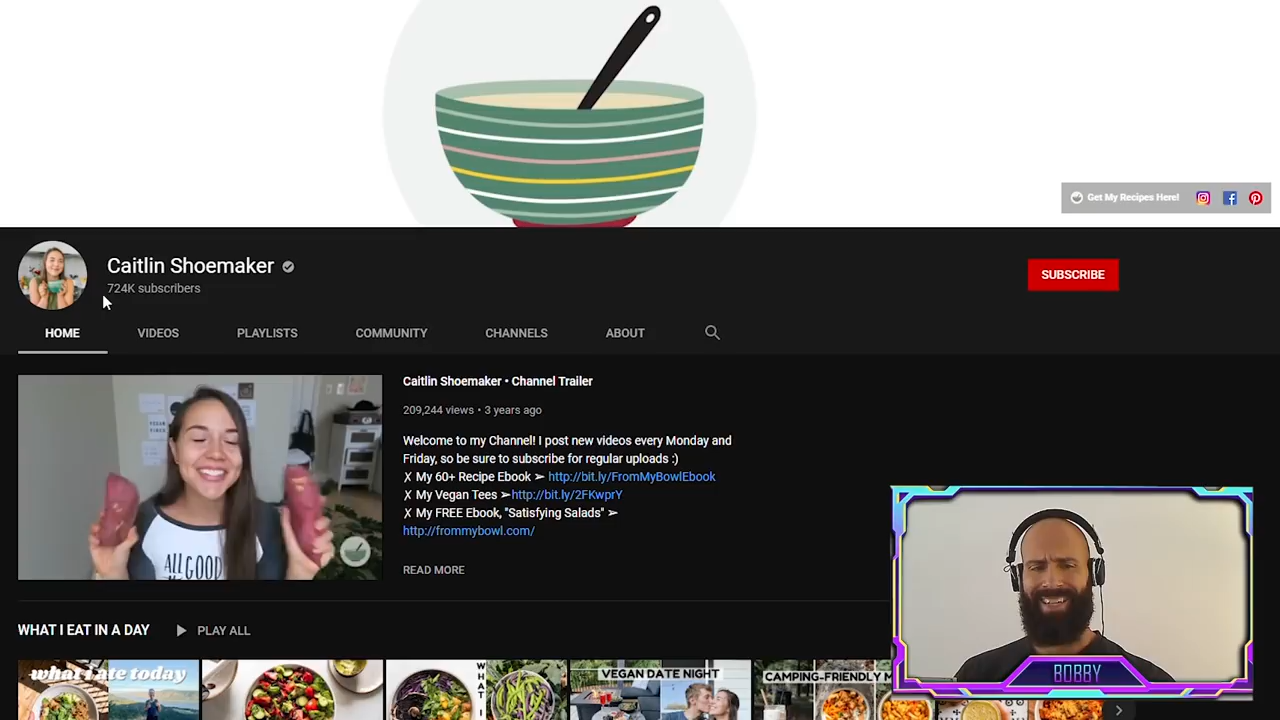 Get My Recipes Here!
Caitlin Shoemaker
724K subscribers
SUBSCRIBE
HOME VIDEOS PLAYLISTS COMMUNITY CHANNELS ABOUT
Caitlin Shoemaker • Channel Trailer
209,244 views • 3 years ago
Welcome to my Channel! I post new videos every Monday and
Friday, so be sure to subscribe for regular uploads :)
✗ My 60+ Recipe Ebook ➢ http://bit.ly/FromMyBowlEbook
✗ My Vegan Tees ➢http://bit.ly/2FKwprY
✗ My FREE Ebook, "Satisfying Salads" ➢
http://frommybowl.com/
READ MORE
ALL GOOD
BOBBY
WHAT I EAT IN A DAY PLAY ALL
what i ate today
WHAT I
VEGAN DATE NIGHT
CAMPING-FRIENDLY M